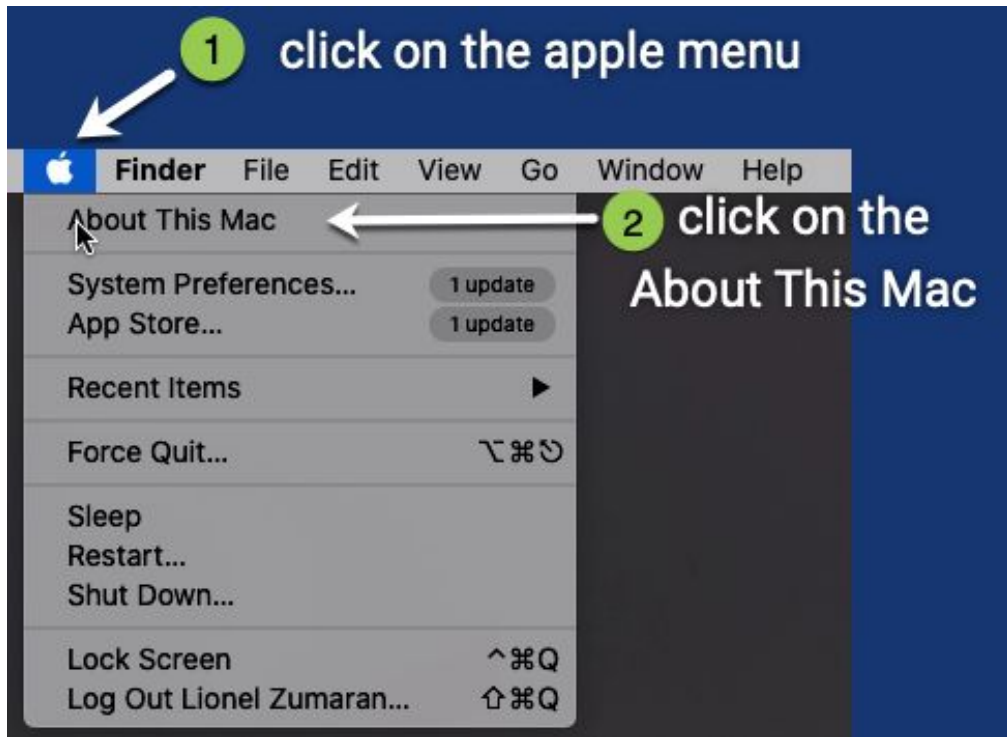 1 click on the apple menu
Finder File Edit View Go Window Help
About This Mac
2 click on the
About This Mac
System Preferences... 1 update
App Store... 1 update
Recent Items ▶
Force Quit... ⌥⌘⎋
Sleep
Restart...
Shut Down...
Lock Screen ^⌘Q
Log Out Lionel Zumaran... ⇧⌘Q